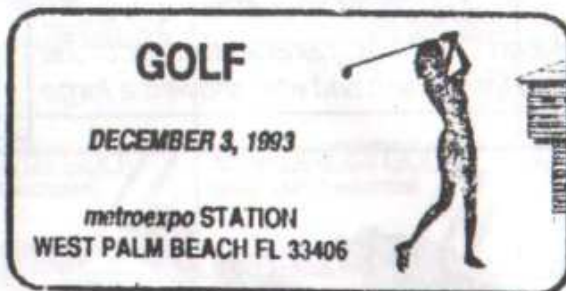 GOLF
DECEMBER 3, 1993
metroexpo STATION
WEST PALM BEACH FL 33406